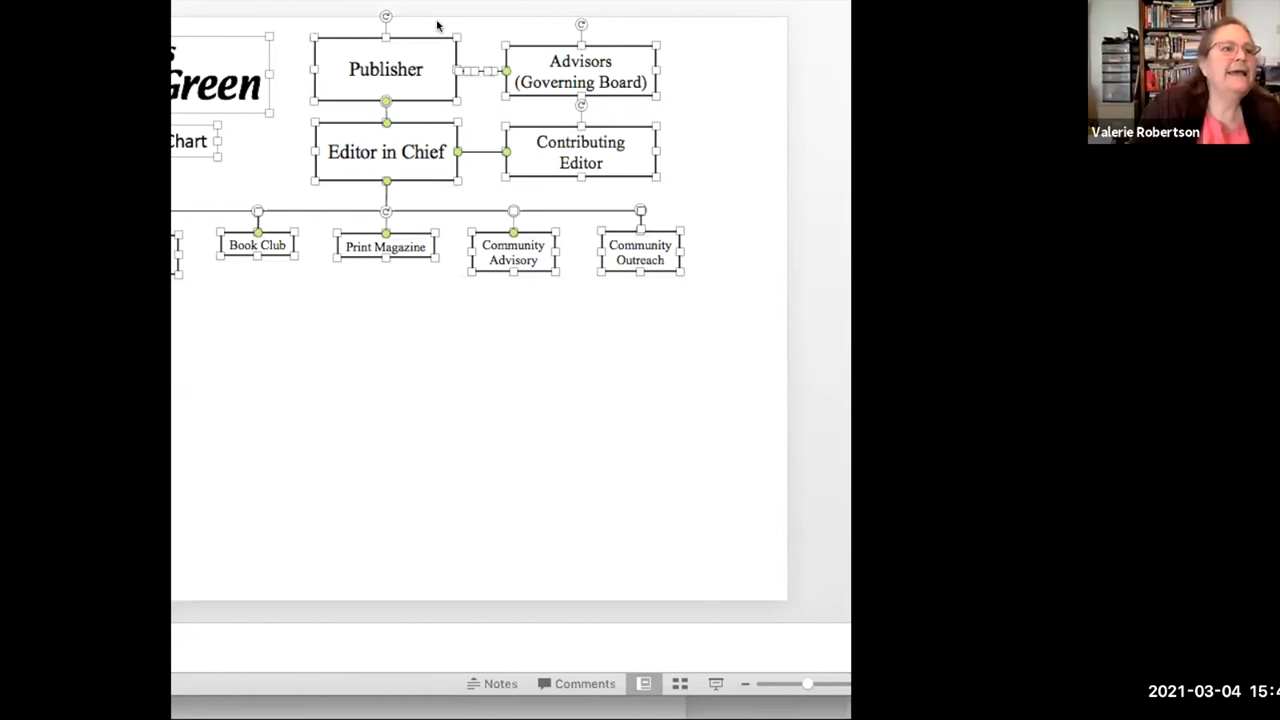 s
Green
Chart
Publisher
Advisors
(Governing Board)
Editor in Chief
Contributing
Editor
Book Club
Print Magazine
Community
Advisory
Community
Outreach
Valerie Robertson
Notes
Comments
2021-03-04 15:4